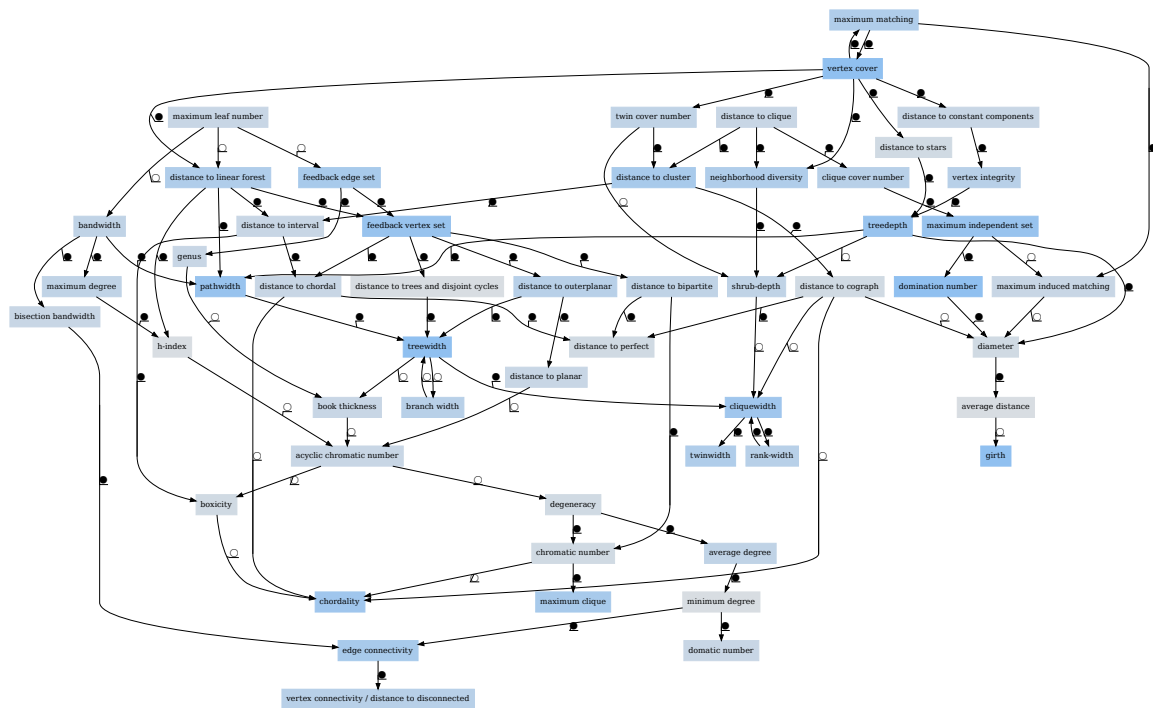 maximum matching
vertex cover
maximum leaf number
twin cover number
distance to clique
distance to constant components
distance to stars
distance to linear forest
feedback edge set
distance to cluster
neighborhood diversity
clique cover number
vertex integrity
bandwidth
distance to interval
feedback vertex set
treedepth
maximum independent set
genus
maximum degree
pathwidth
distance to chordal
distance to trees and disjoint cycles
distance to outerplanar
distance to bipartite
shrub-depth
distance to cograph
domination number
maximum induced matching
bisection bandwidth
h-index
treewidth
distance to perfect
diameter
distance to planar
book thickness
branch width
cliquewidth
average distance
acyclic chromatic number
twinwidth
rank-width
girth
boxicity
degeneracy
chromatic number
average degree
chordality
maximum clique
minimum degree
edge connectivity
domatic number
vertex connectivity / distance to disconnected